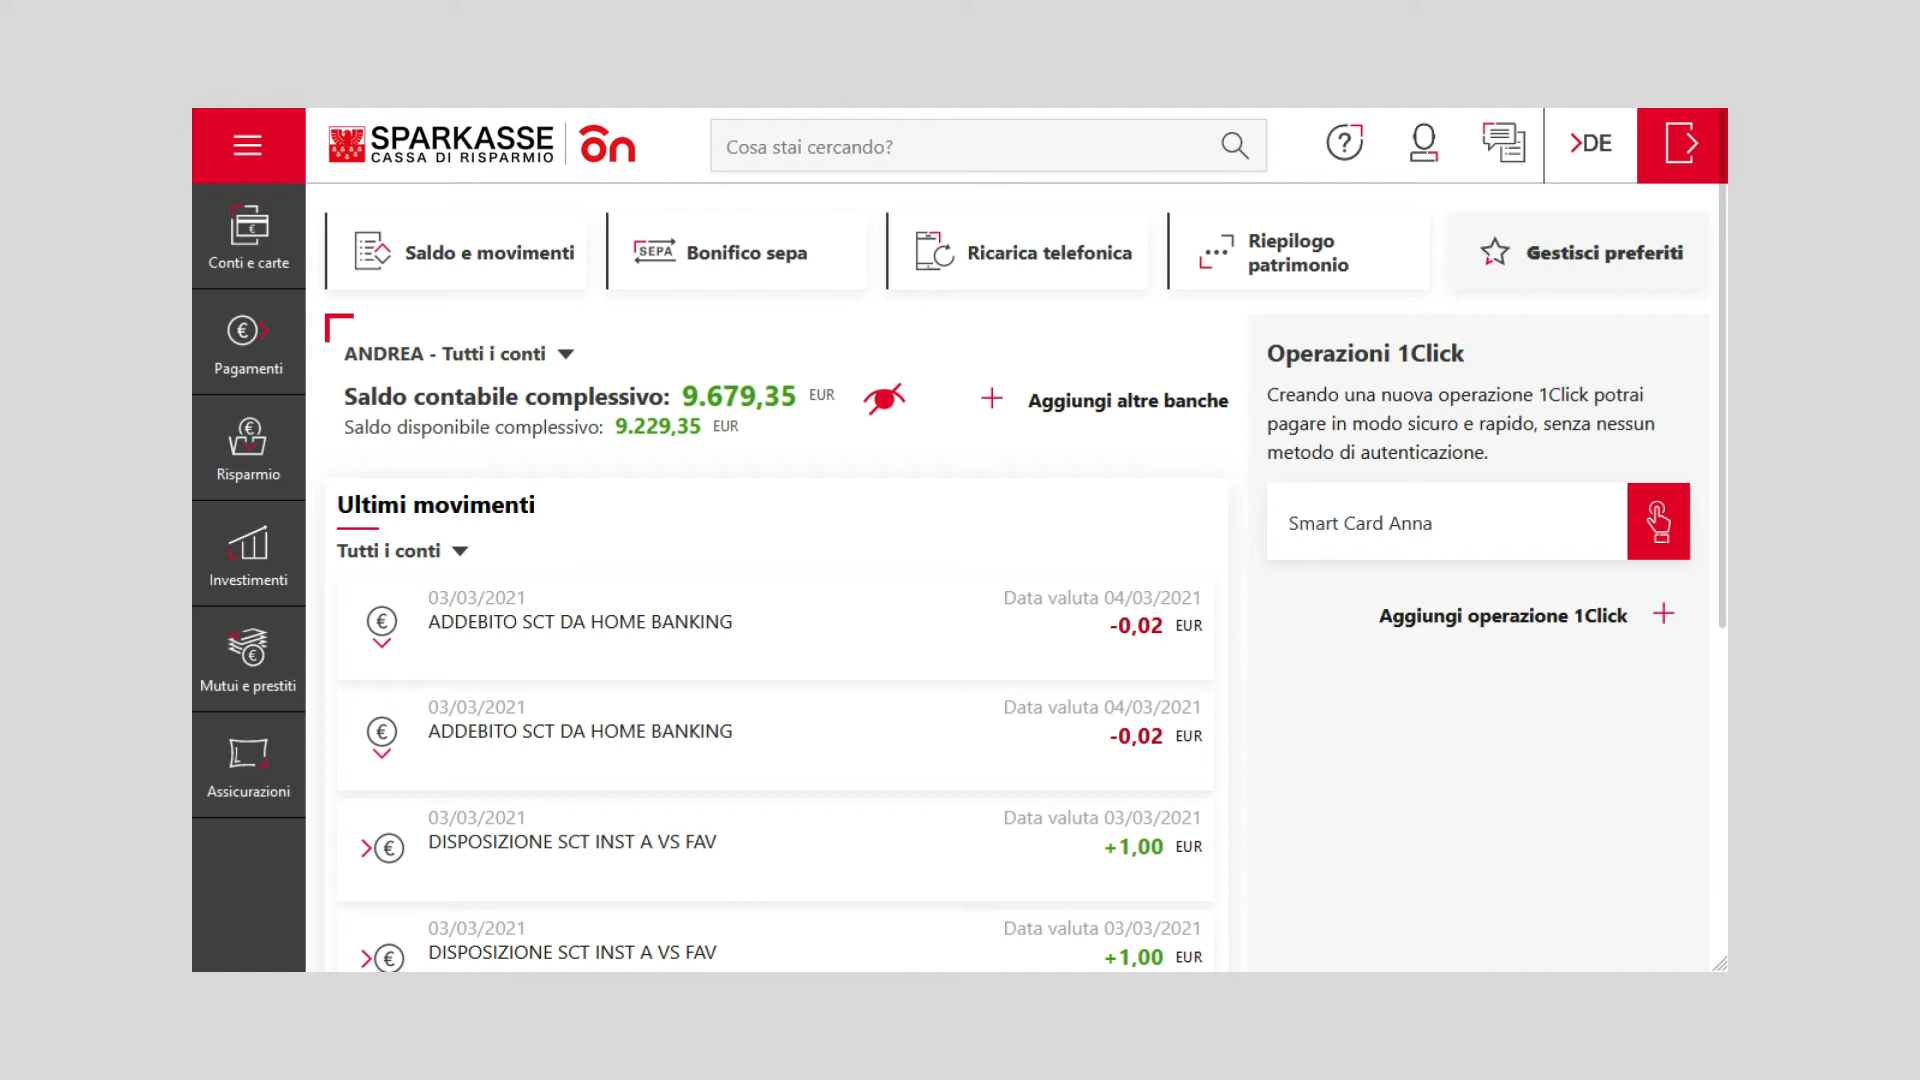 SPARKASSE
CASSA DI RISPARMIO
ōn
Cosa stai cercando?
?
>DE
Conti e carte
Pagamenti
Risparmio
Investimenti
Mutui e prestiti
Assicurazioni
Saldo e movimenti
SEPA
Bonifico sepa
Ricarica telefonica
Riepilogo
patrimonio
Gestisci preferiti
ANDREA - Tutti i conti
Saldo contabile complessivo: 9.679,35 EUR
Saldo disponibile complessivo: 9.229,35 EUR
+ Aggiungi altre banche
Ultimi movimenti
Tutti i conti
03/03/2021 Data valuta 04/03/2021
ADDEBITO SCT DA HOME BANKING -0,02 EUR
03/03/2021 Data valuta 04/03/2021
ADDEBITO SCT DA HOME BANKING -0,02 EUR
03/03/2021 Data valuta 03/03/2021
DISPOSIZIONE SCT INST A VS FAV +1,00 EUR
03/03/2021 Data valuta 03/03/2021
DISPOSIZIONE SCT INST A VS FAV +1,00 EUR
Operazioni 1Click
Creando una nuova operazione 1Click potrai
pagare in modo sicuro e rapido, senza nessun
metodo di autenticazione.
Smart Card Anna
Aggiungi operazione 1Click +